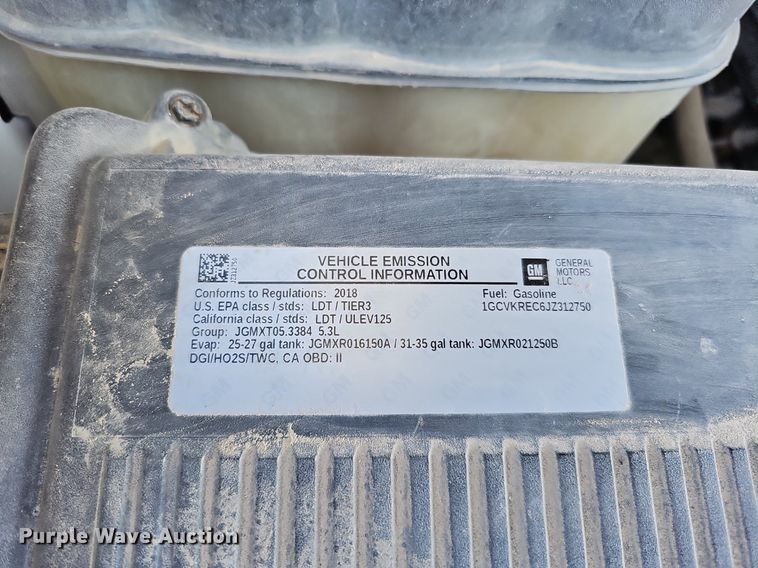 JZ312750
VEHICLE EMISSION
CONTROL INFORMATION
GM
GENERAL
MOTORS
LLC
Conforms to Regulations: 2018
Fuel: Gasoline
U.S. EPA class / stds: LDT / TIER3
1GCVKREC6JZ312750
California class / stds: LDT / ULEV125
Group: JGMXT05.3384 5.3L
Evap: 25-27 gal tank: JGMXR016150A / 31-35 gal tank: JGMXR021250B
DGI/HO2S/TWC, CA OBD: II
Purple Wave Auction